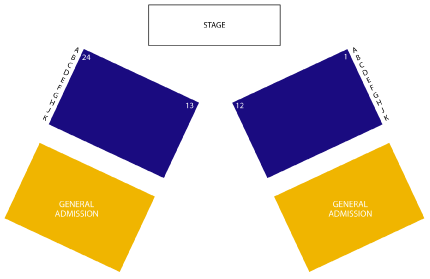 STAGE
A
B
C
D
E
F
G
H
J
K
24
13
12
1
A
B
C
D
E
F
G
H
J
K
GENERAL
ADMISSION
GENERAL
ADMISSION